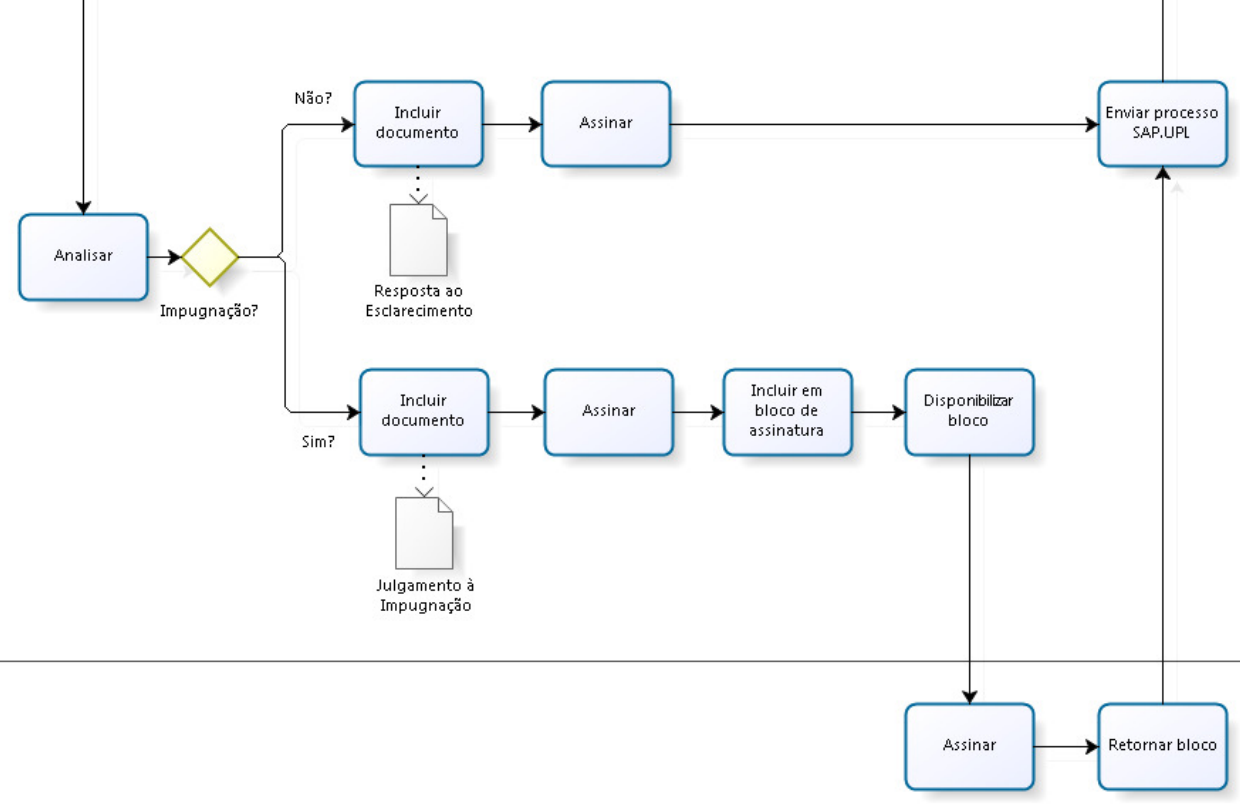 Não?
Incluir
documento
Assinar
Enviar processo
SAP.UPL
Analisar
Impugnação?
Resposta ao
Esclarecimento
Sim?
Incluir
documento
Assinar
Incluir em
bloco de
assinatura
Disponibilizar
bloco
Julgamento à
Impugnação
Assinar
Retornar bloco